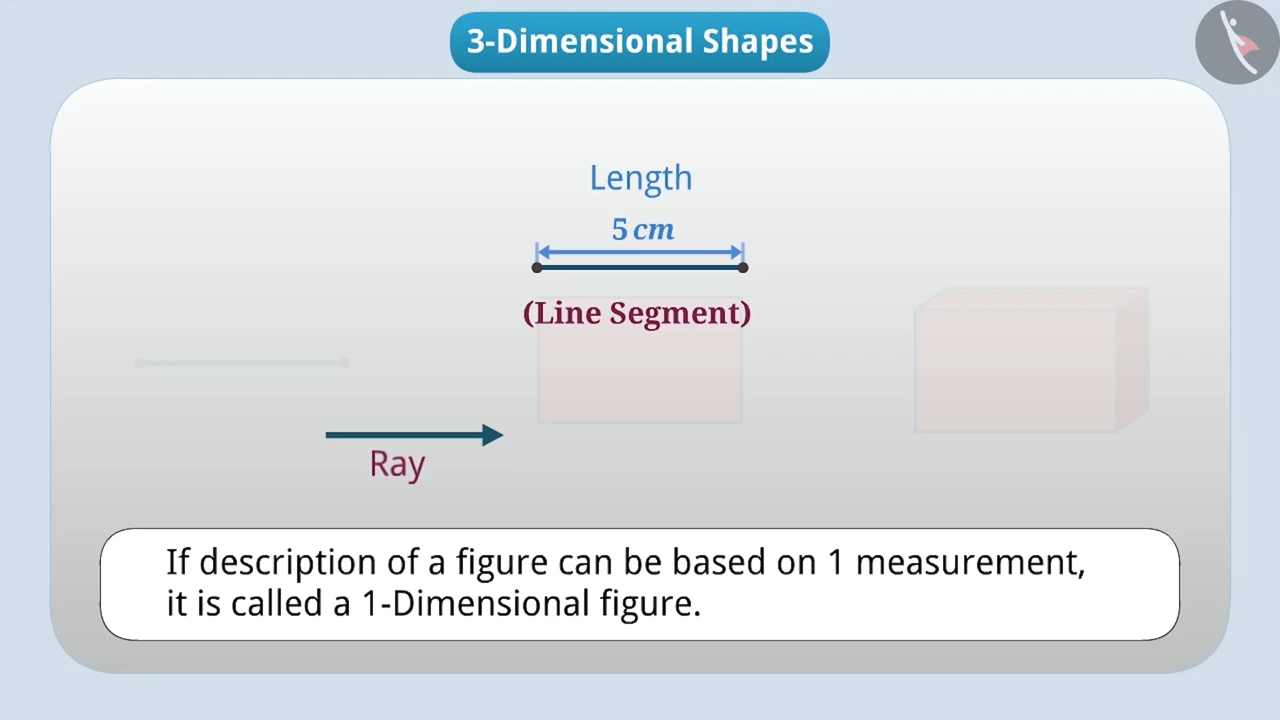 3-Dimensional Shapes
Length
5 cm
(Line Segment)
Ray
If description of a figure can be based on 1 measurement,
it is called a 1-Dimensional figure.